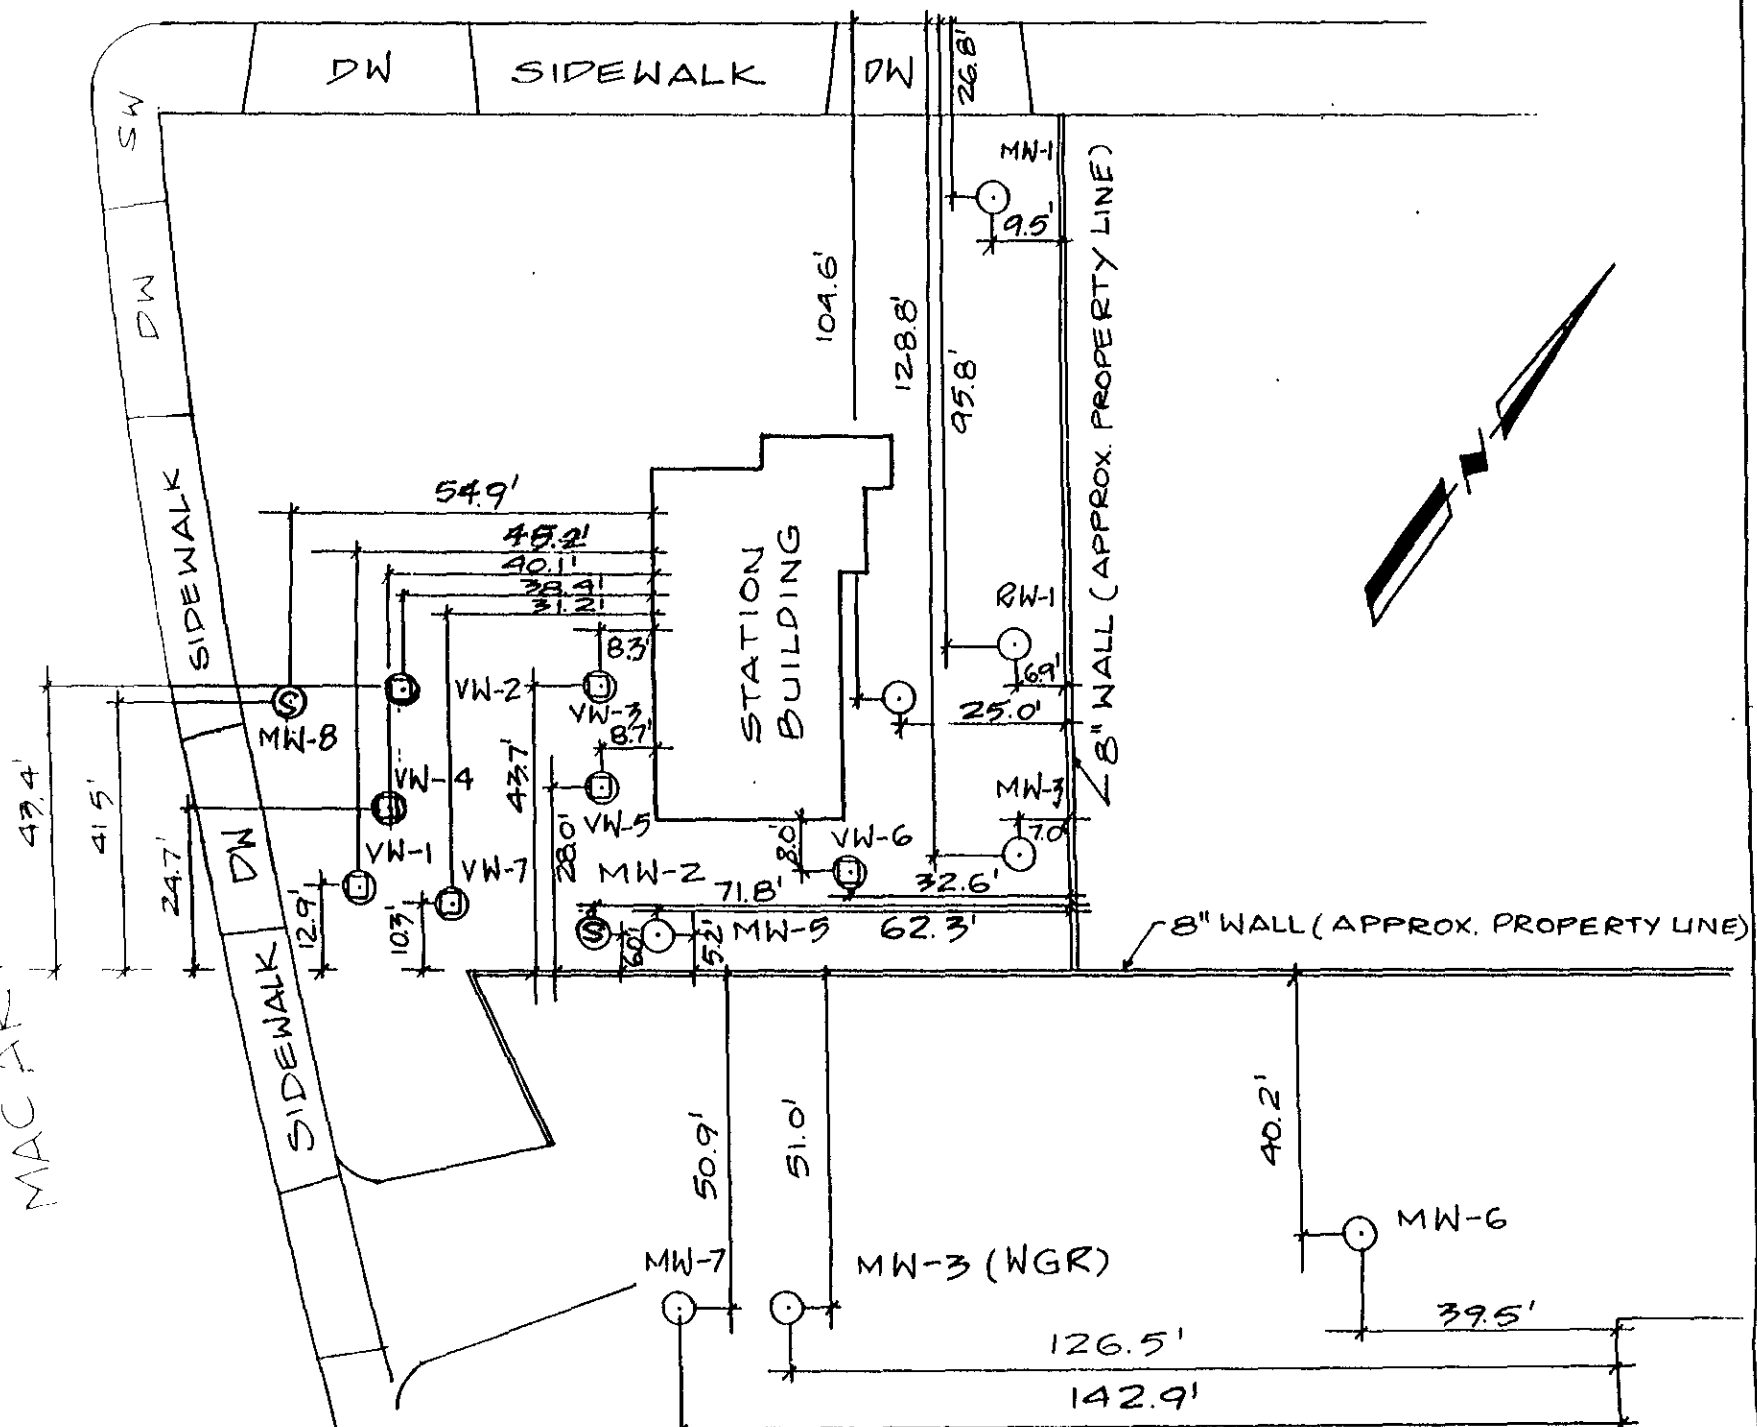 DW
SIDEWALK
DW
26.8'
SW
MW-1
9.5'
8" WALL (APPROX. PROPERTY LINE)
DW
104.6'
128.8'
95.8'
SIDEWALK
54.9'
45.2'
40.1'
38.4'
31.2'
8.3'
STATION
BUILDING
RW-1
6.9'
25.0'
VW-2
VW-3
MW-8
8.7'
43.7'
43.4'
41.5'
24.7'
VW-4
VW-5
MW-3
7.0'
DW
VW-1
VW-7
28.0'
8.0'
VW-6
MW-2
71.8'
32.6'
12.9'
10.3'
S
S
6.0'
5.2'
MW-5
62.3'
8" WALL (APPROX. PROPERTY LINE)
SIDEWALK
50.9'
51.0'
40.2'
MW-6
MW-7
MW-3 (WGR)
39.5'
126.5'
142.9'